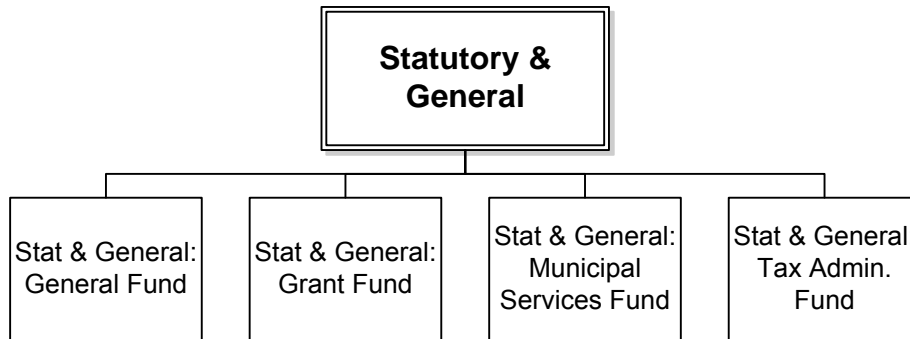 Statutory &
General
Stat & General:
General Fund
Stat & General:
Grant Fund
Stat & General:
Municipal
Services Fund
Stat & General
Tax Admin.
Fund